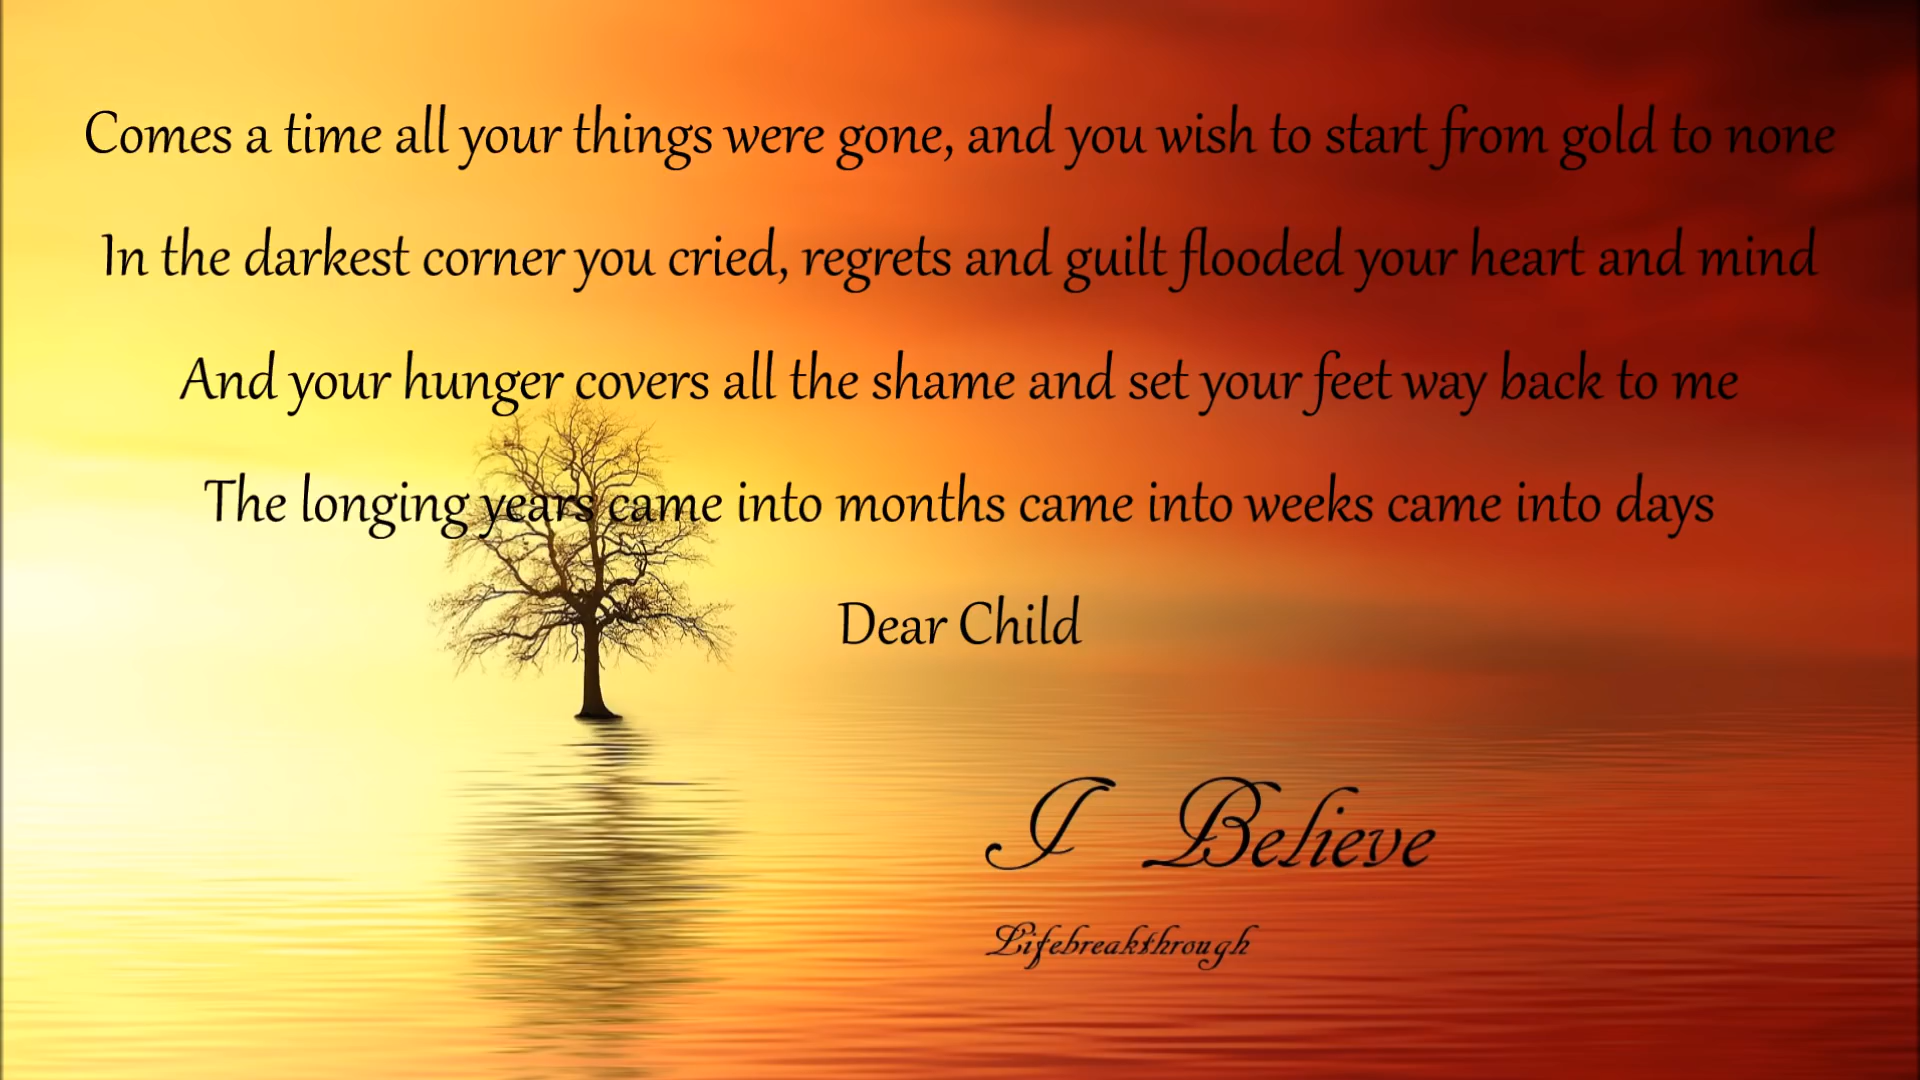 Comes a time all your things were gone, and you wish to start from gold to none
In the darkest corner you cried, regrets and guilt flooded your heart and mind
And your hunger covers all the shame and set your feet way back to me
The longing years came into months came into weeks came into days
Dear Child
I Believe
Lifebreakthrough